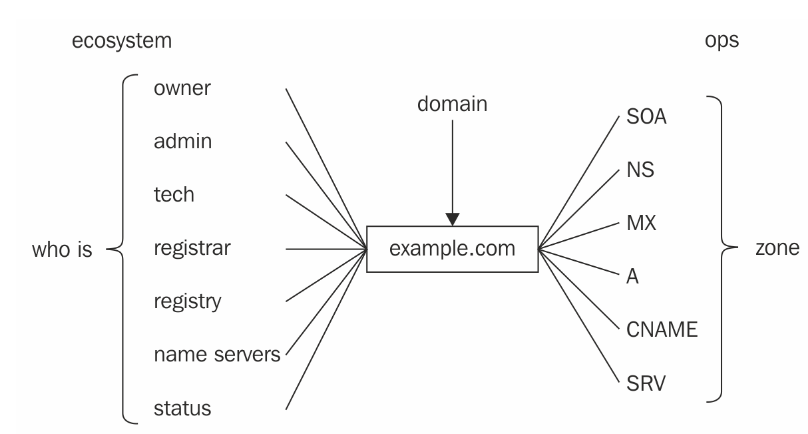 ecosystem
ops
owner
admin
tech
registrar
registry
name servers
status
who is
domain
example.com
SOA
NS
MX
A
CNAME
SRV
zone